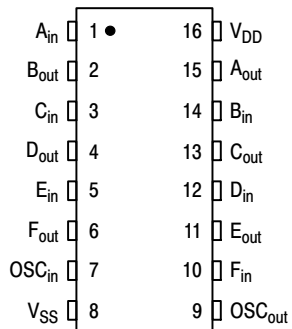 A_in 1 16 V_DD
B_out 2 15 A_out
C_in 3 14 B_in
D_out 4 13 C_out
E_in 5 12 D_in
F_out 6 11 E_out
OSC_in 7 10 F_in
V_SS 8 9 OSC_out